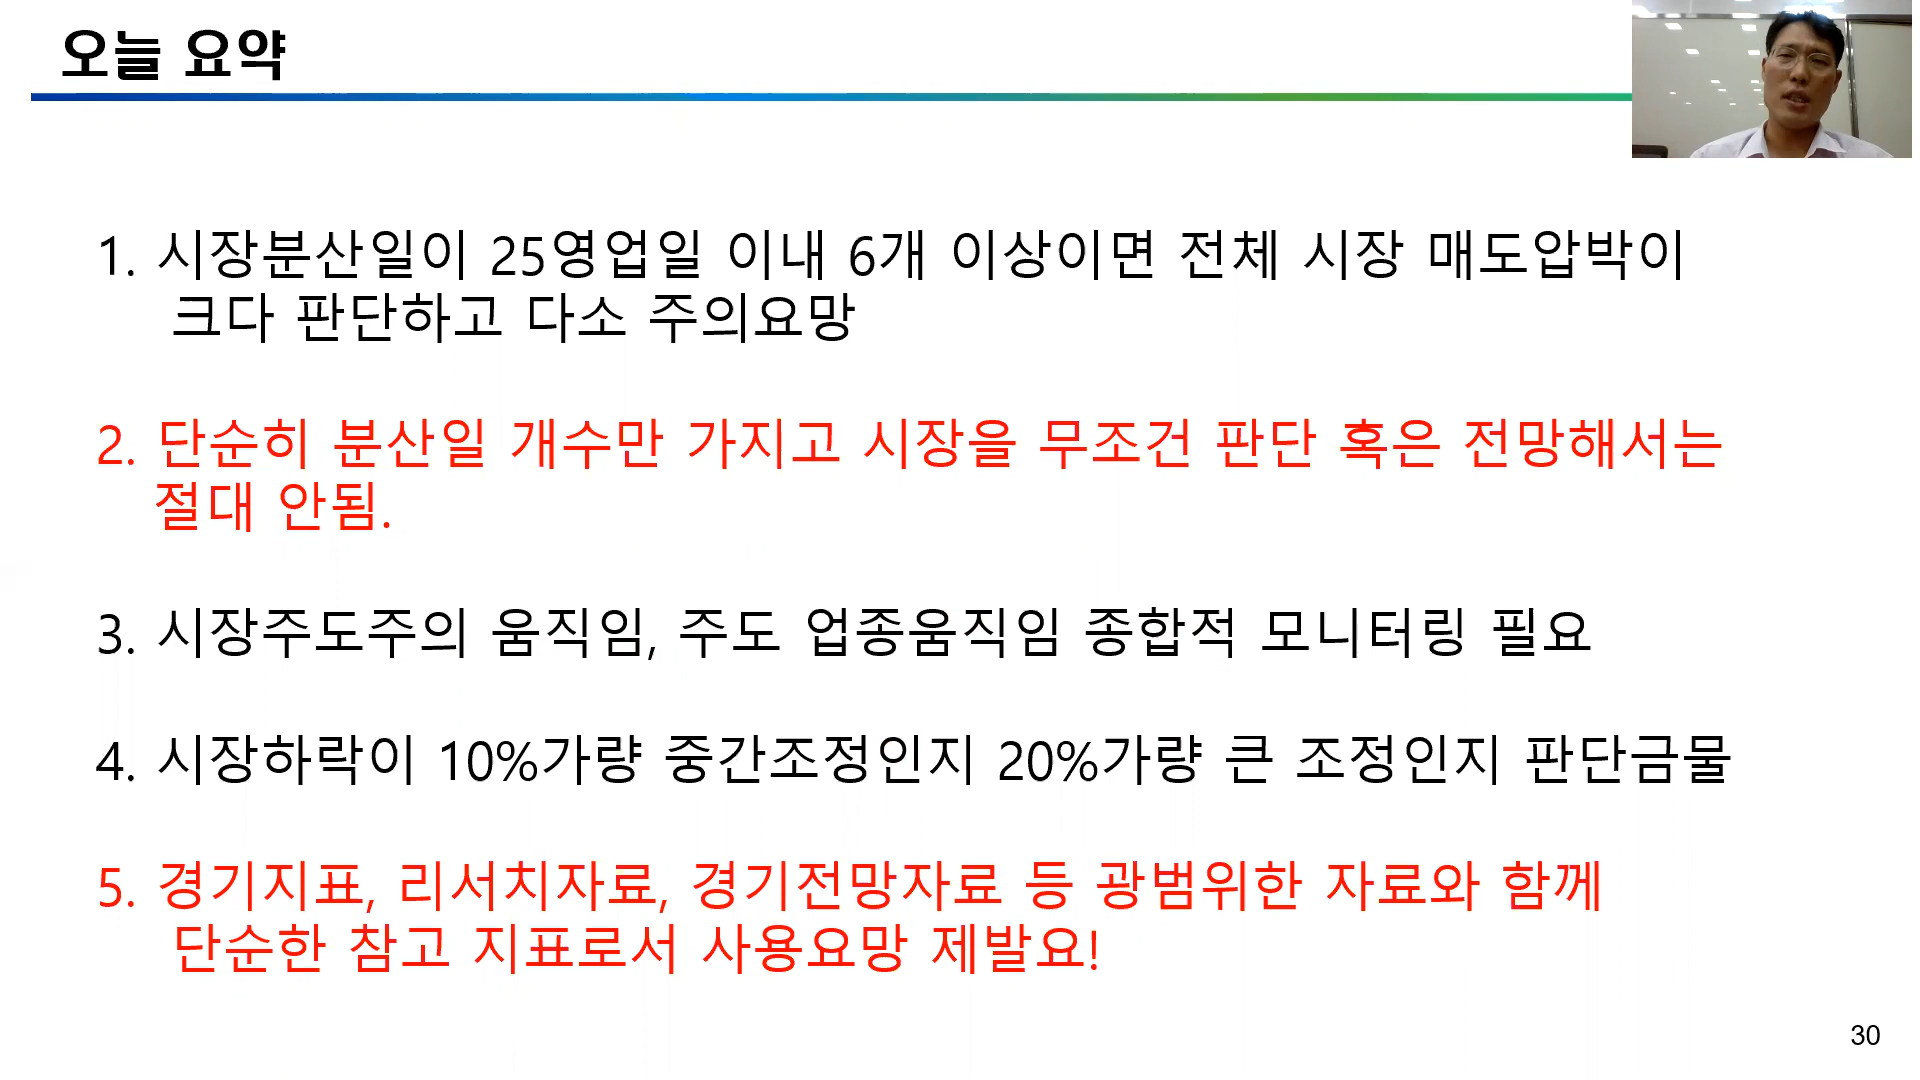 오늘 요약
1. 시장분산일이 25영업일 이내 6개 이상이면 전체 시장 매도압박이
크다 판단하고 다소 주의요망
2. 단순히 분산일 개수만 가지고 시장을 무조건 판단 혹은 전망해서는
절대 안됨.
3. 시장주도주의 움직임, 주도 업종움직임 종합적 모니터링 필요
4. 시장하락이 10%가량 중간조정인지 20%가량 큰 조정인지 판단금물
5. 경기지표, 리서치자료, 경기전망자료 등 광범위한 자료와 함께
단순한 참고 지표로서 사용요망 제발요!
30